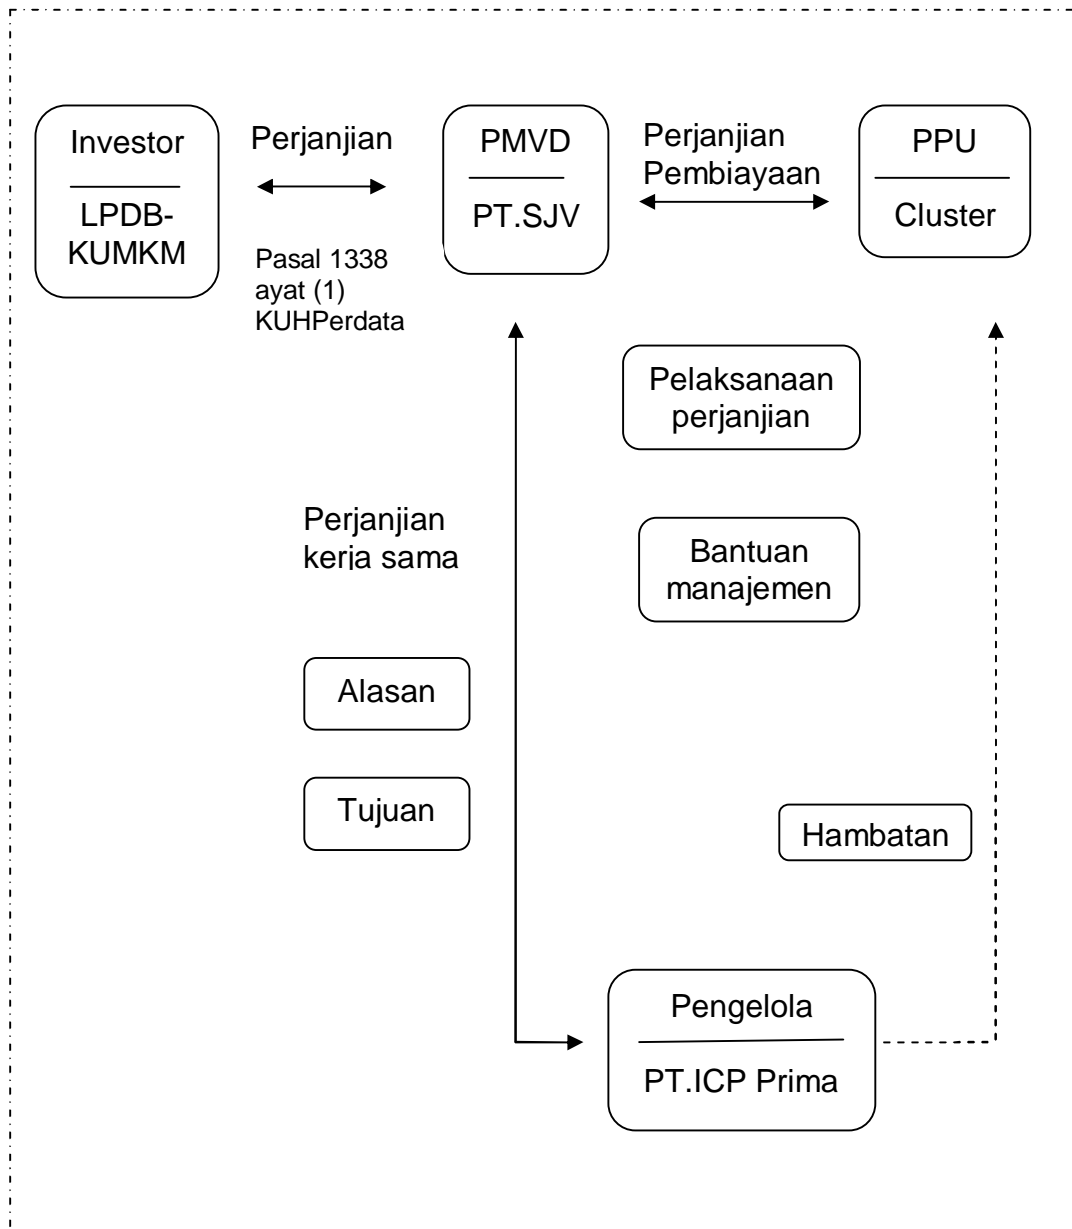 Investor
LPDB-
KUMKM
Perjanjian
Pasal 1338
ayat (1)
KUHPerdata
PMVD
PT.SJV
Perjanjian
Pembiayaan
PPU
Cluster
Pelaksanaan
perjanjian
Perjanjian
kerja sama
Bantuan
manajemen
Alasan
Tujuan
Hambatan
Pengelola
PT.ICP Prima